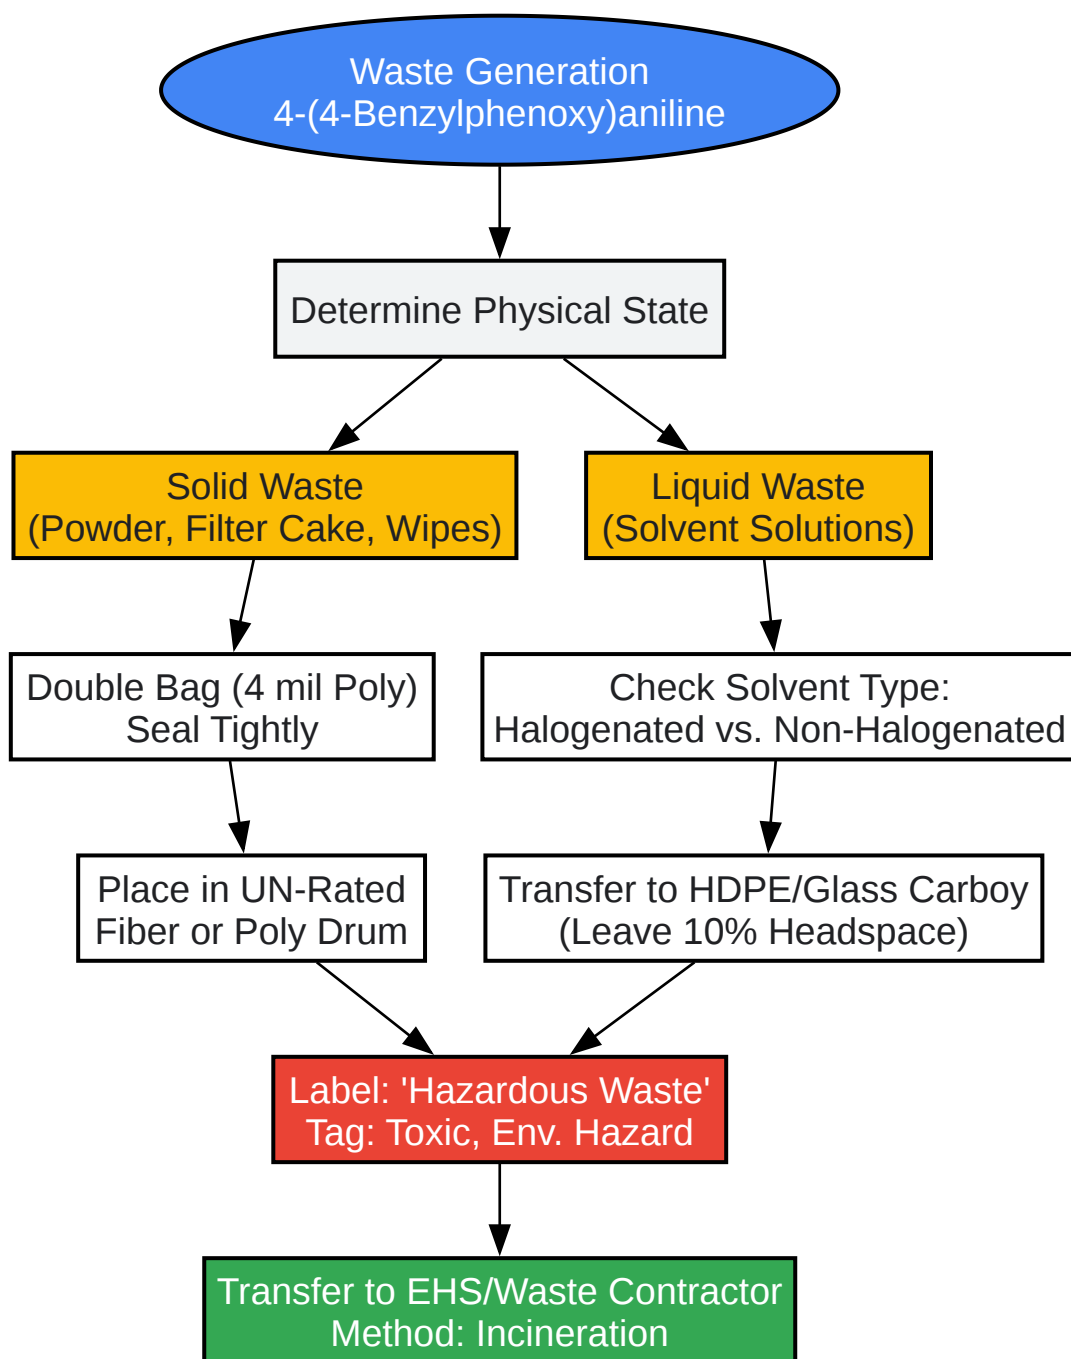 Waste Generation
4-(4-Benzylphenoxy)aniline
Determine Physical State
Solid Waste
(Powder, Filter Cake, Wipes)
Liquid Waste
(Solvent Solutions)
Double Bag (4 mil Poly)
Seal Tightly
Check Solvent Type:
Halogenated vs. Non-Halogenated
Place in UN-Rated
Fiber or Poly Drum
Transfer to HDPE/Glass Carboy
(Leave 10% Headspace)
Label: 'Hazardous Waste'
Tag: Toxic, Env. Hazard
Transfer to EHS/Waste Contractor
Method: Incineration